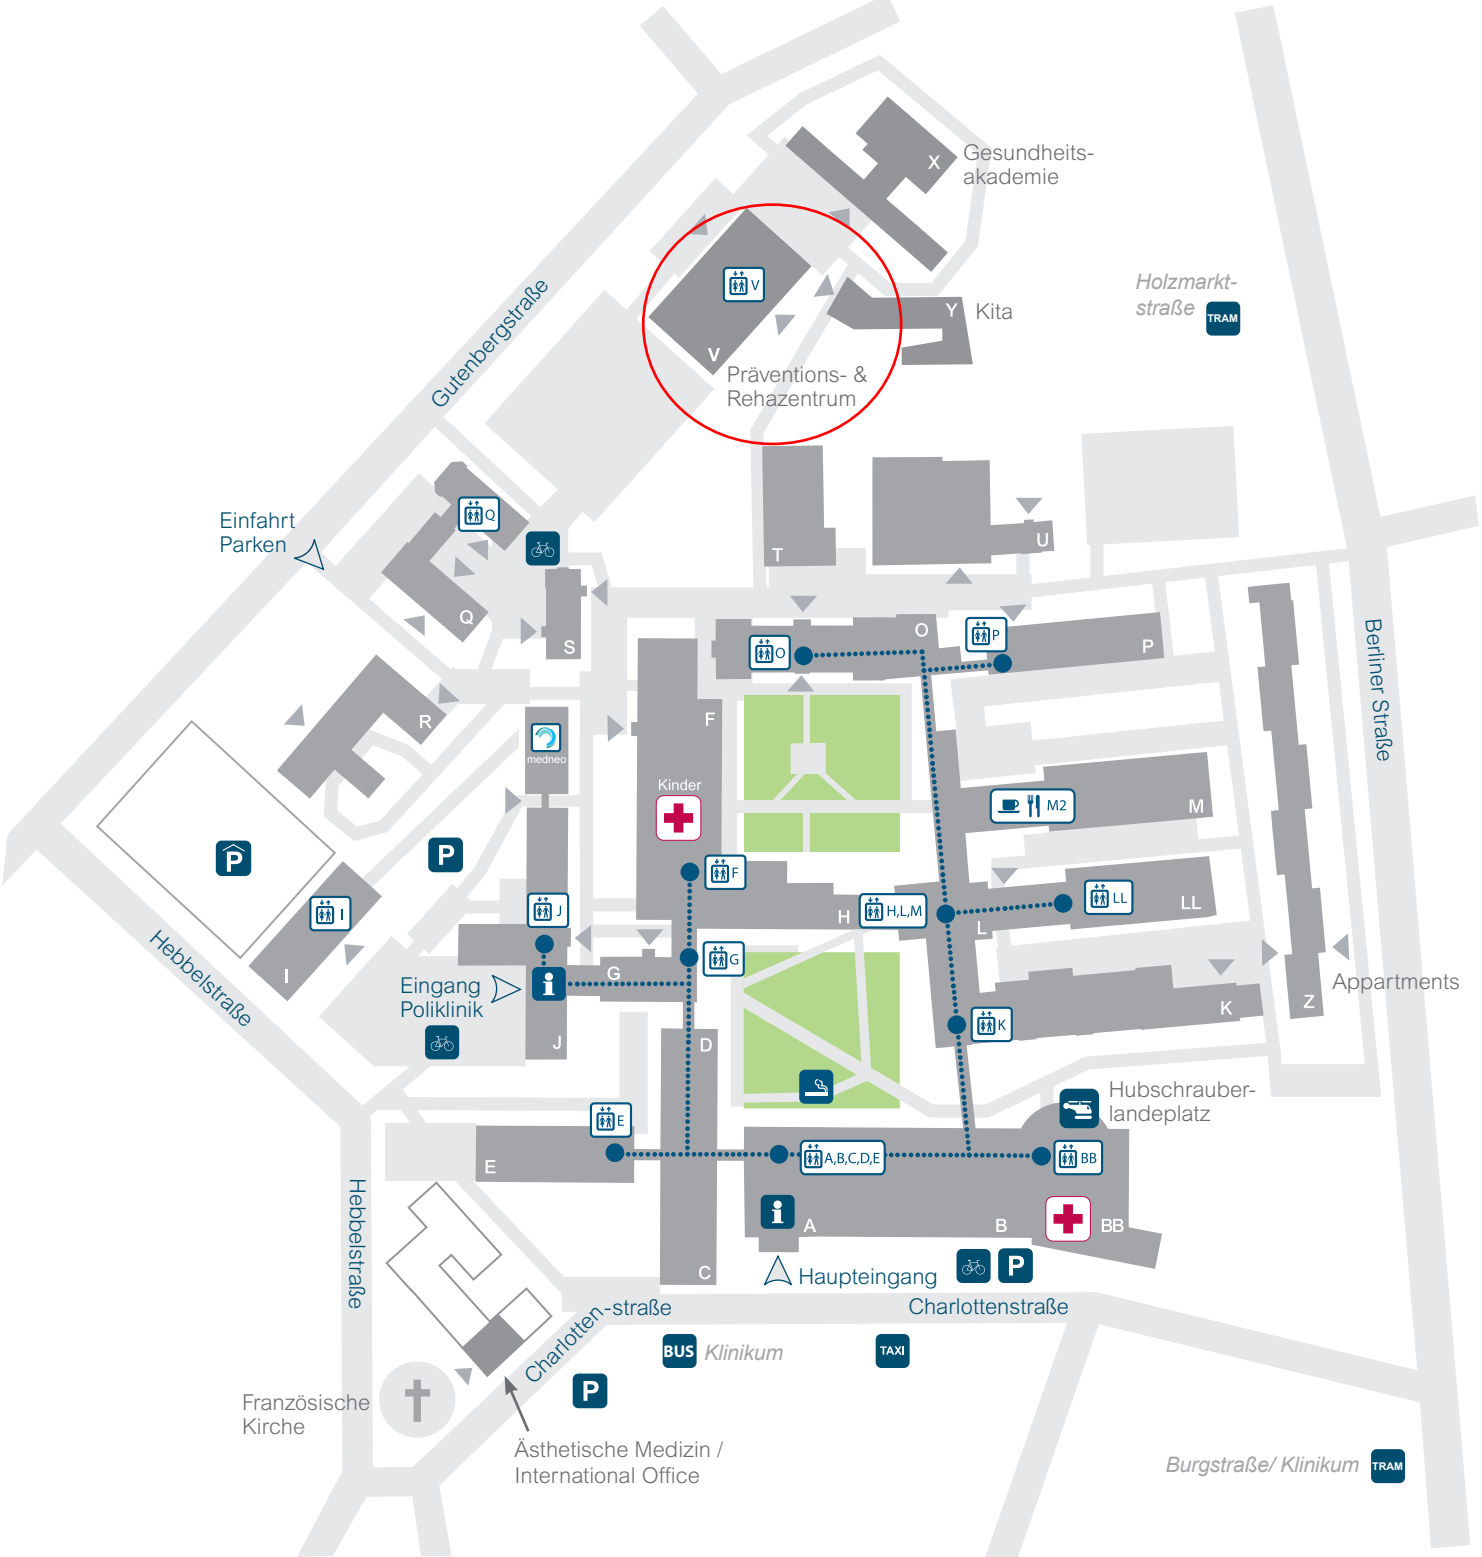 X
Gesundheits-
akademie
V
V
Präventions- &
Rehazentrum
Y
Kita
Holzmarkt-
straße
TRAM
Gutenbergstraße
Einfahrt
Parken
Q
Q
S
T
U
O
O
P
P
Berliner Straße
R
F
medneo
Kinder
M2
M
P
P
F
J
I
I
H
H,L,M
L
LL
LL
Hebbelstraße
G
G
Eingang
Poliklinik
i
J
K
K
Z
Appartments
D
Hubschrauber-
landeplatz
E
E
A,B,C,D,E
BB
i
A
B
BB
C
Haupteingang
P
Hebbelstraße
Charlotten-straße
Charlottenstraße
BUS
Klinikum
TAXI
P
Französische
Kirche
Ästhetische Medizin /
International Office
Burgstraße/ Klinikum
TRAM